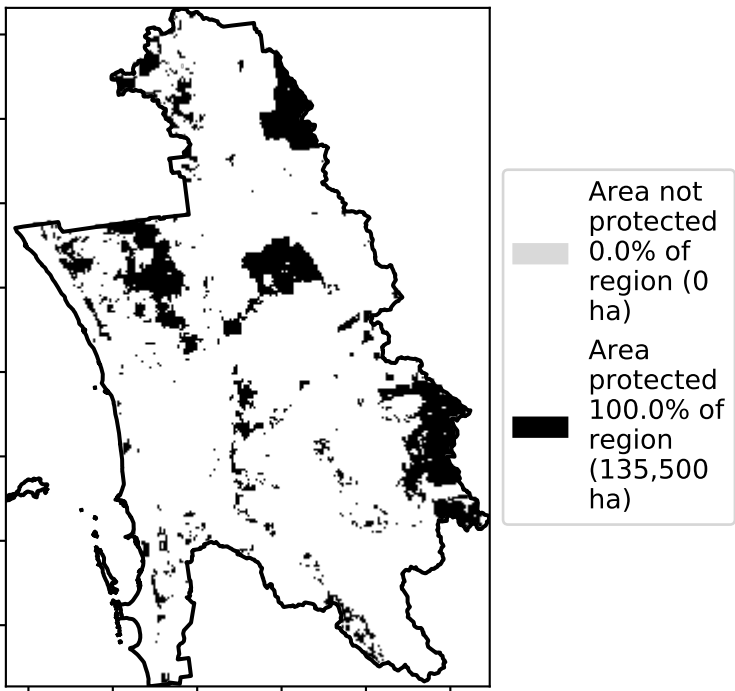 Area not
protected
0.0% of
region (0
ha)
Area
protected
100.0% of
region
(135,500
ha)